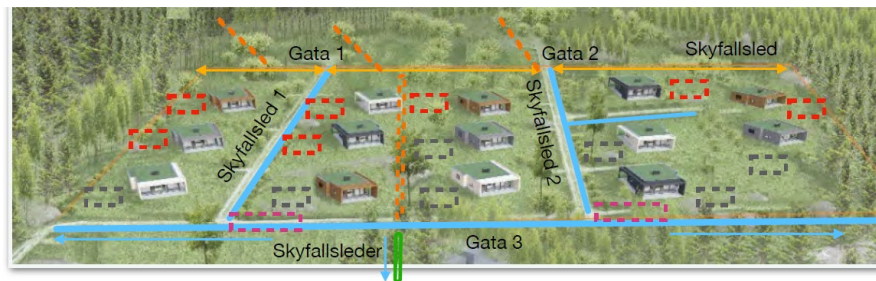 Gata 1
Gata 2
Skyfallsled
Skyfallsled 1
Skyfallsled 2
Skyfallsleder
Gata 3